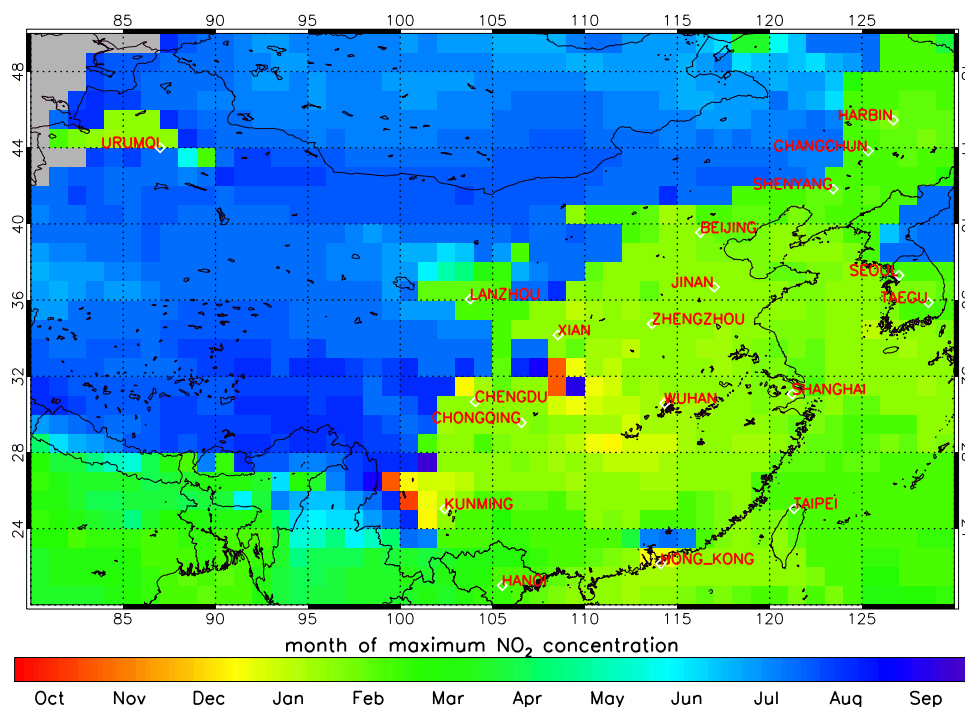 85 90 95 100 105 110 115 120 125
48
HARBIN
44
URUMQI
CHANGCHUN
SHENYANG
40
BEIJING
SEOUL
JINAN
36
LANZHOU
TAEGU
XIAN
ZHENGZHOU
32
CHENGDU
WUHAN
SHANGHAI
CHONGQING
28
KUNMING
TAIPEI
24
HONG_KONG
HANOI
85 90 95 100 105 110 115 120 125
month of maximum NO₂ concentration
Oct Nov Dec Jan Feb Mar Apr May Jun Jul Aug Sep